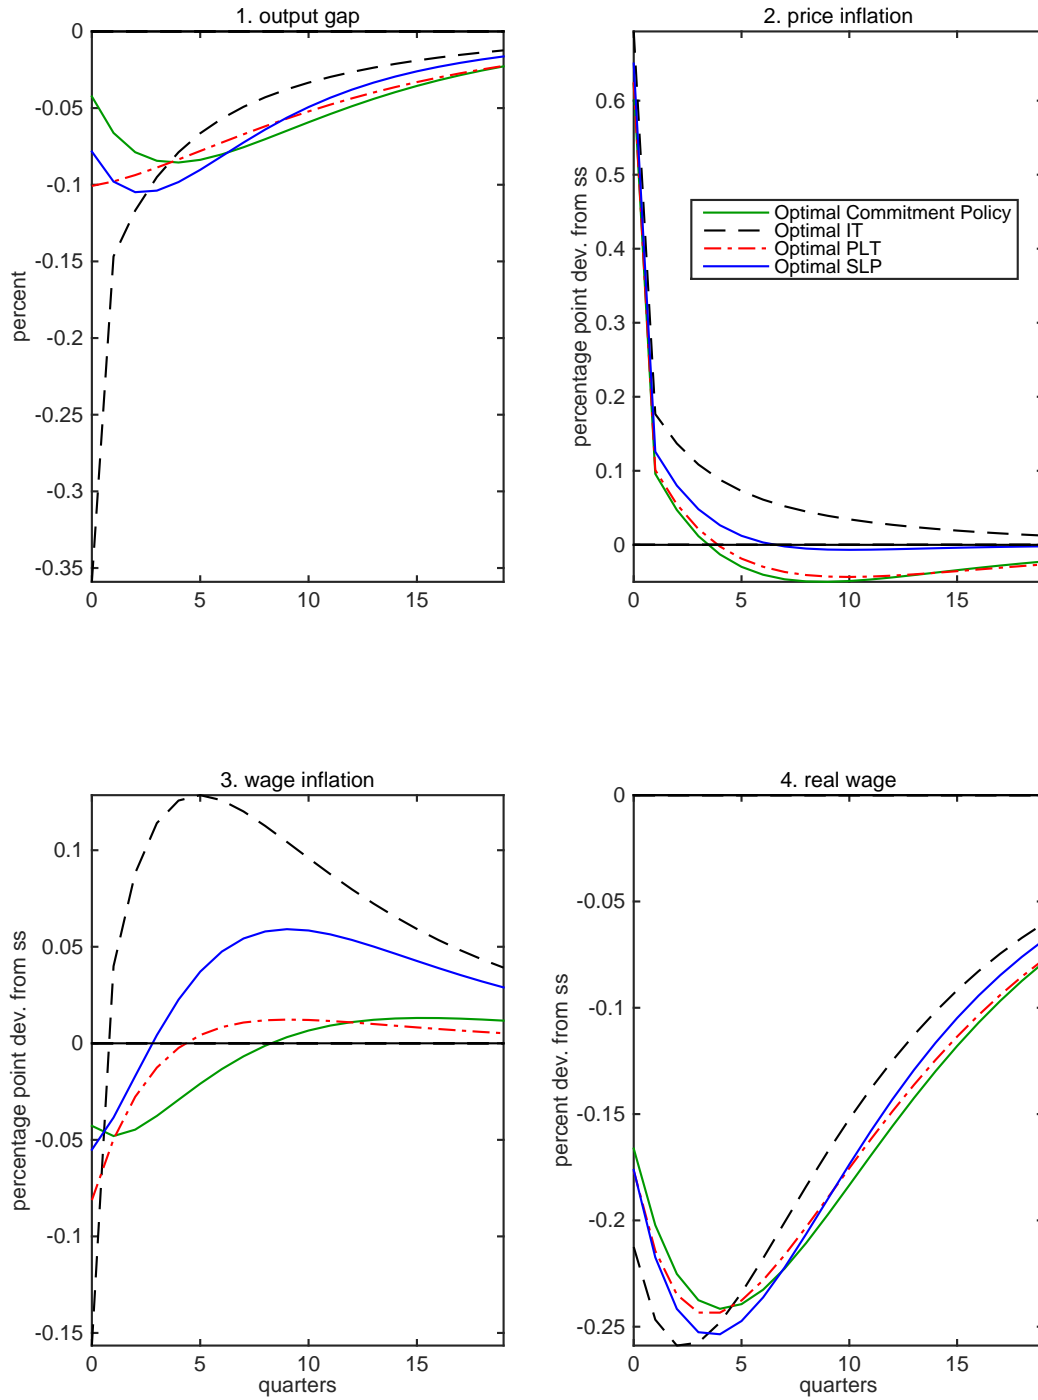 1. output gap
0
-0.05
-0.1
-0.15
-0.2
-0.25
-0.3
-0.35
percent
0 5 10 15
2. price inflation
0.6
0.5
0.4
0.3
0.2
0.1
0
percentage point dev. from ss
Optimal Commitment Policy
Optimal IT
Optimal PLT
Optimal SLP
0 5 10 15
3. wage inflation
0.1
0.05
0
-0.05
-0.1
-0.15
percentage point dev. from ss
0 5 10 15
quarters
4. real wage
0
-0.05
-0.1
-0.15
-0.2
-0.25
percent dev. from ss
0 5 10 15
quarters